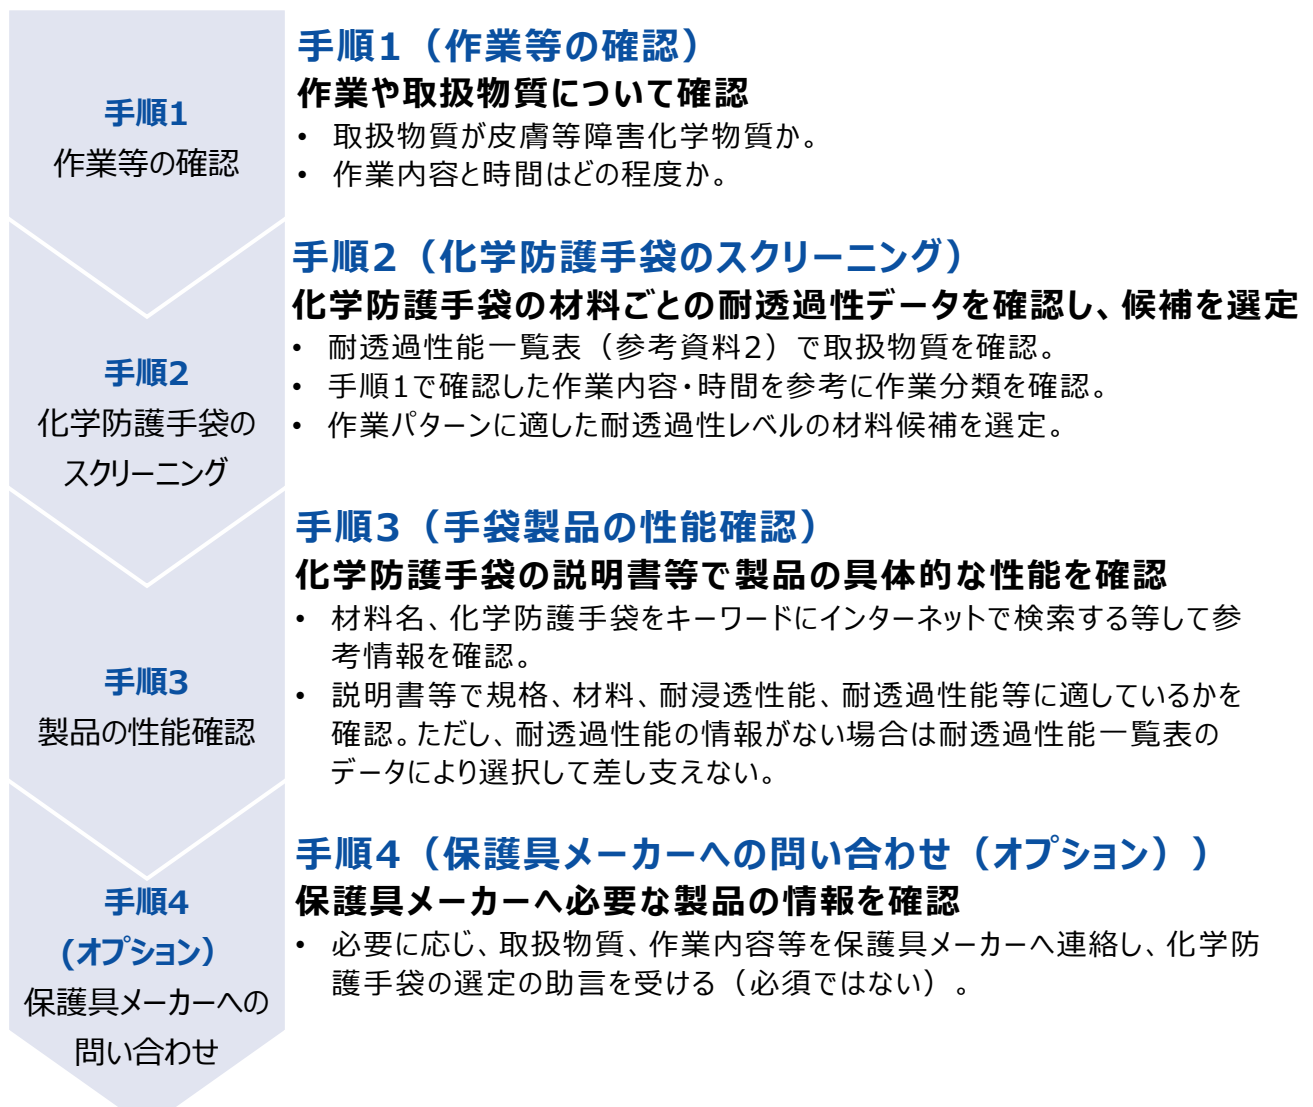 手順1
作業等の確認
手順1（作業等の確認）
作業や取扱物質について確認
• 取扱物質が皮膚等障害化学物質か。
• 作業内容と時間はどの程度か。
手順2
化学防護手袋の
スクリーニング
手順2（化学防護手袋のスクリーニング）
化学防護手袋の材料ごとの耐透過性データを確認し、候補を選定
• 耐透過性能一覧表（参考資料2）で取扱物質を確認。
• 手順1で確認した作業内容・時間を参考に作業分類を確認。
• 作業パターンに適した耐透過性レベルの材料候補を選定。
手順3
製品の性能確認
手順3（手袋製品の性能確認）
化学防護手袋の説明書等で製品の具体的な性能を確認
• 材料名、化学防護手袋をキーワードにインターネットで検索する等して参
考情報を確認。
• 説明書等で規格、材料、耐浸透性能、耐透過性能等に適しているかを
確認。ただし、耐透過性能の情報がない場合は耐透過性能一覧表の
データにより選択して差し支えない。
手順4
(オプション）
保護具メーカーへの
問い合わせ
手順4（保護具メーカーへの問い合わせ（オプション））
保護具メーカーへ必要な製品の情報を確認
• 必要に応じ、取扱物質、作業内容等を保護具メーカーへ連絡し、化学防
護手袋の選定の助言を受ける（必須ではない）。